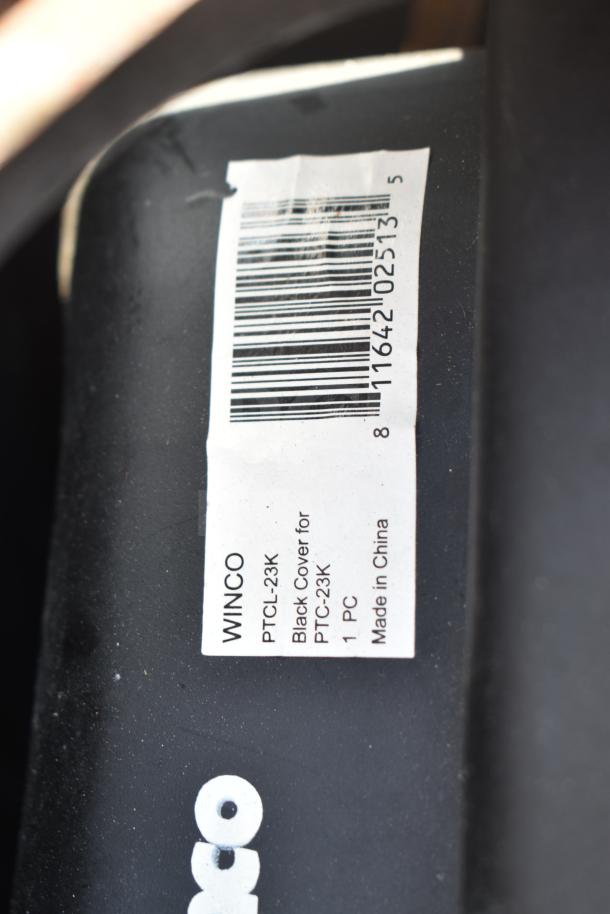 WINCO
PTCL-23K
Black Cover for
PTC-23K
1 PC
Made in China
8 11642 02513 5